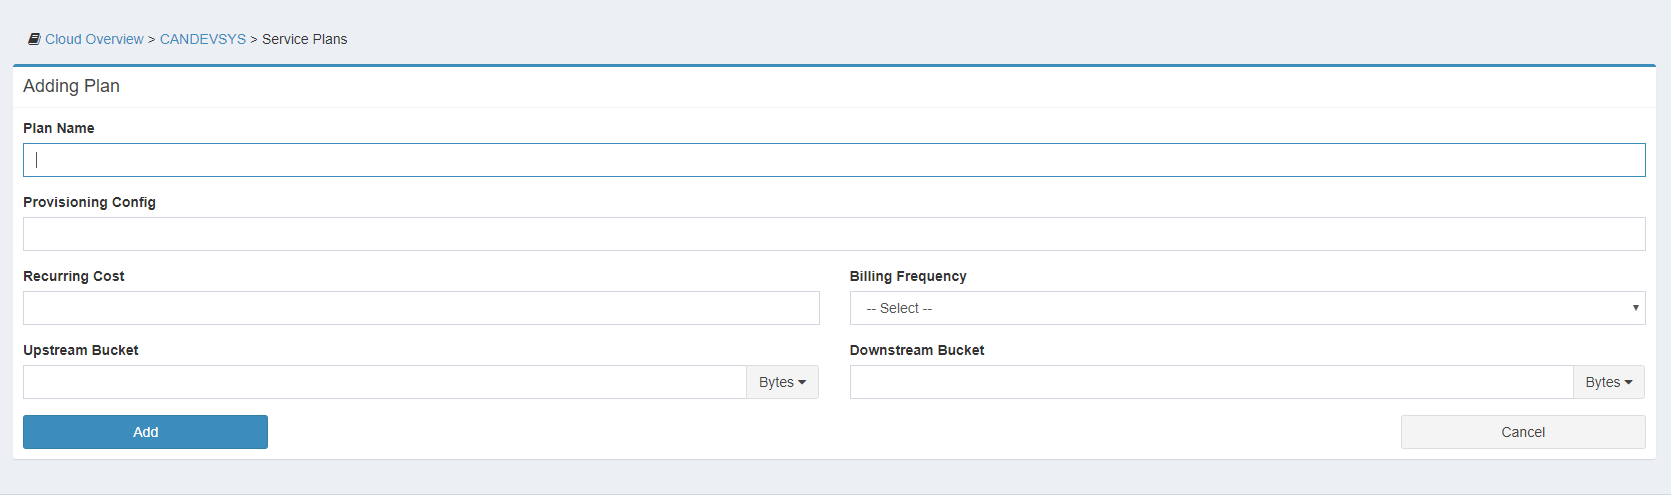 Cloud Overview > CANDEVSYS > Service Plans
Adding Plan
Plan Name
Provisioning Config
Recurring Cost
Billing Frequency
-- Select --
Upstream Bucket
Downstream Bucket
Bytes
Bytes
Add
Cancel